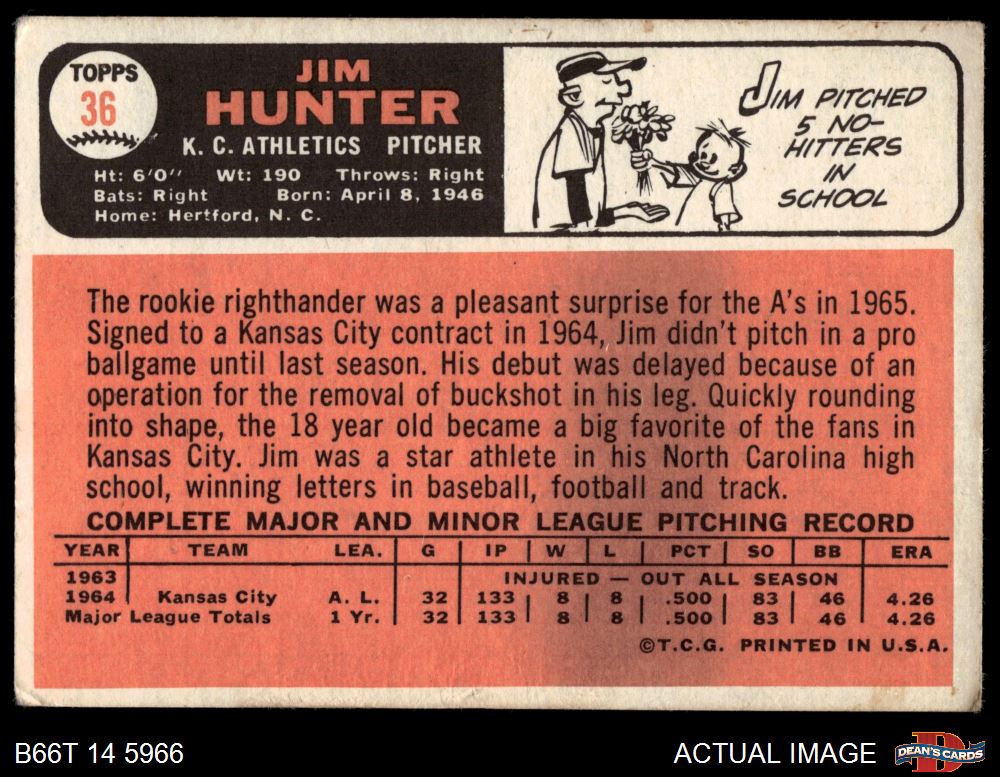 TOPPS
36
JIM
HUNTER
K. C. ATHLETICS PITCHER
Ht: 6'0" Wt: 190 Throws: Right
Bats: Right Born: April 8, 1946
Home: Hertford, N. C.
JIM PITCHED
5 NO-
HITTERS
IN
SCHOOL
The rookie righthander was a pleasant surprise for the A's in 1965.
Signed to a Kansas City contract in 1964, Jim didn't pitch in a pro
ballgame until last season. His debut was delayed because of an
operation for the removal of buckshot in his leg. Quickly rounding
into shape, the 18 year old became a big favorite of the fans in
Kansas City. Jim was a star athlete in his North Carolina high
school, winning letters in baseball, football and track.
COMPLETE MAJOR AND MINOR LEAGUE PITCHING RECORD
YEAR TEAM LEA. G IP W L PCT SO BB ERA
1963 INJURED — OUT ALL SEASON
1964 Kansas City A. L. 32 133 8 8 .500 83 46 4.26
Major League Totals 1 Yr. 32 133 8 8 .500 83 46 4.26
©T.C.G. PRINTED IN U.S.A.
B66T 14 5966
ACTUAL IMAGE
DEAN'S CARDS